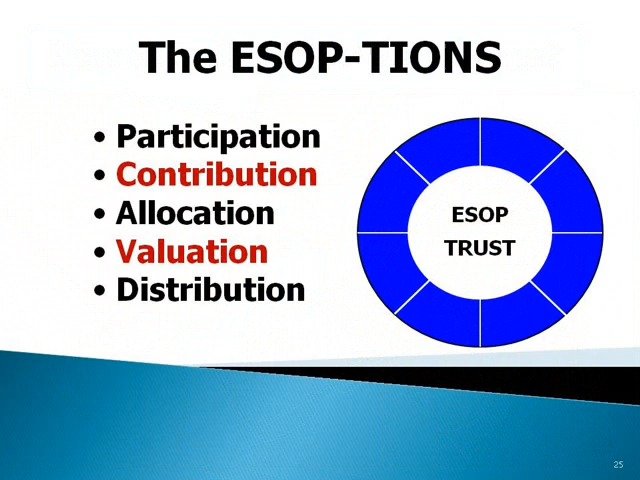 The ESOP-TIONS
• Participation
• Contribution
• Allocation
• Valuation
• Distribution
ESOP
TRUST
25